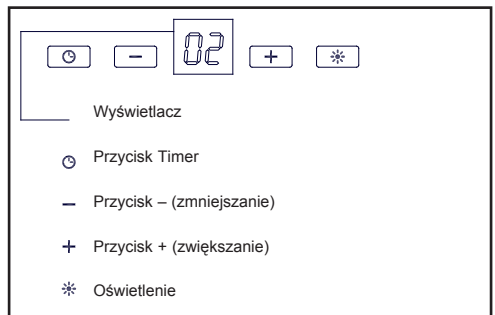 02
Wyświetlacz
Przycisk Timer
Przycisk – (zmniejszanie)
Przycisk + (zwiększanie)
Oświetlenie